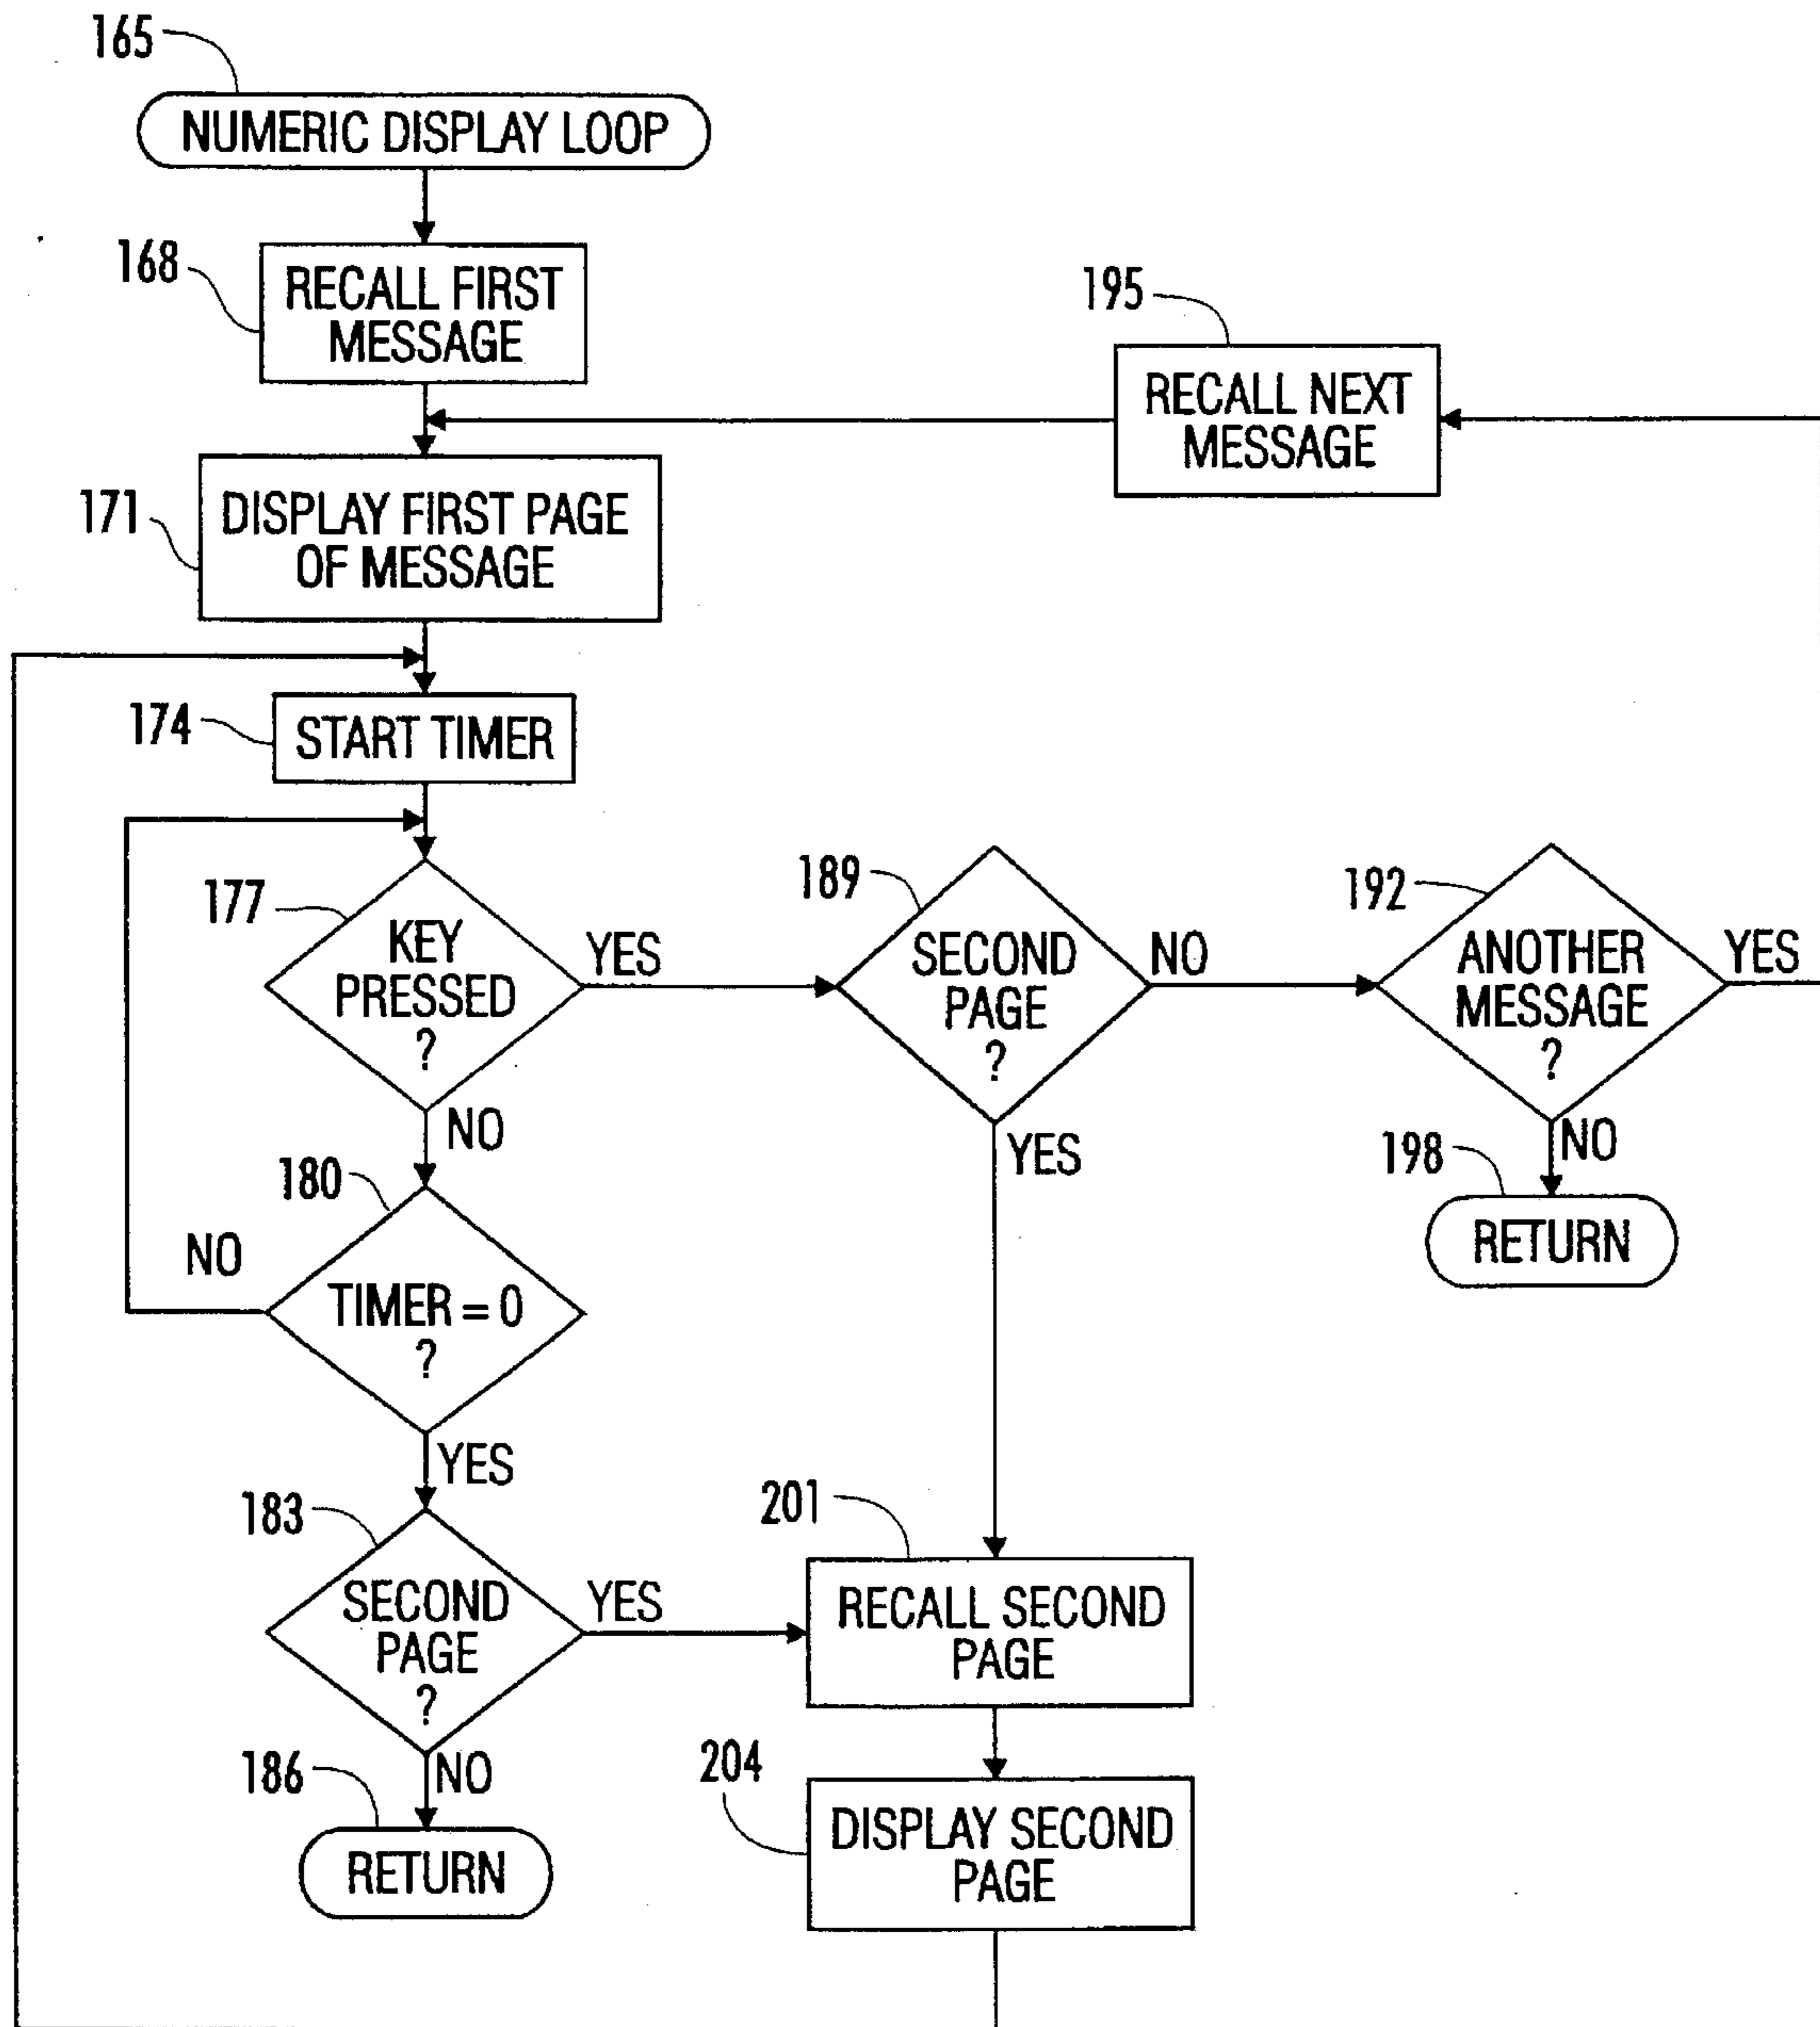 165
NUMERIC DISPLAY LOOP
168
RECALL FIRST
MESSAGE
195
RECALL NEXT
MESSAGE
171
DISPLAY FIRST PAGE
OF MESSAGE
174
START TIMER
177
KEY
PRESSED
?
YES
NO
189
SECOND
PAGE
?
NO
YES
192
ANOTHER
MESSAGE
?
YES
NO
198
RETURN
180
TIMER = 0
?
NO
YES
183
SECOND
PAGE
?
YES
NO
186
RETURN
201
RECALL SECOND
PAGE
204
DISPLAY SECOND
PAGE